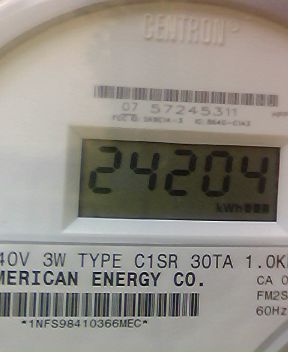 CENTRON®
07 57245311
24204
kWh
40V 3W TYPE C1SR 30TA 1.0K
MERICAN ENERGY CO.
CA 0
FM2S
60Hz
*1NFS98410366MEC*